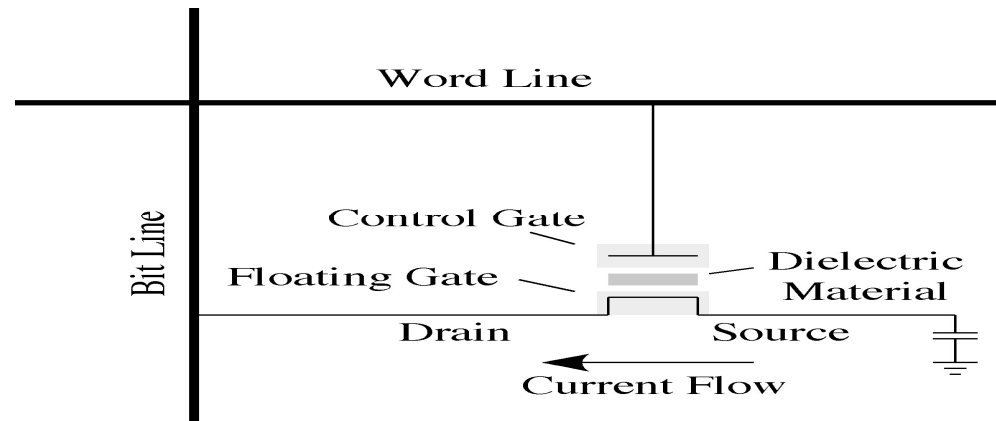 Word Line
Bit Line
Control Gate
Floating Gate
Dielectric
Material
Drain
Source
Current Flow